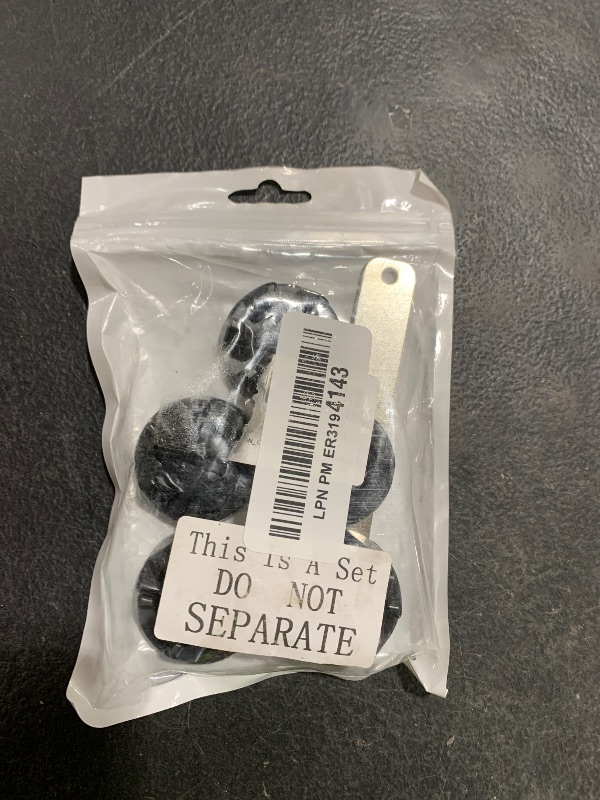 LPN PM ER3194143
This Is A Set
DO NOT
SEPARATE